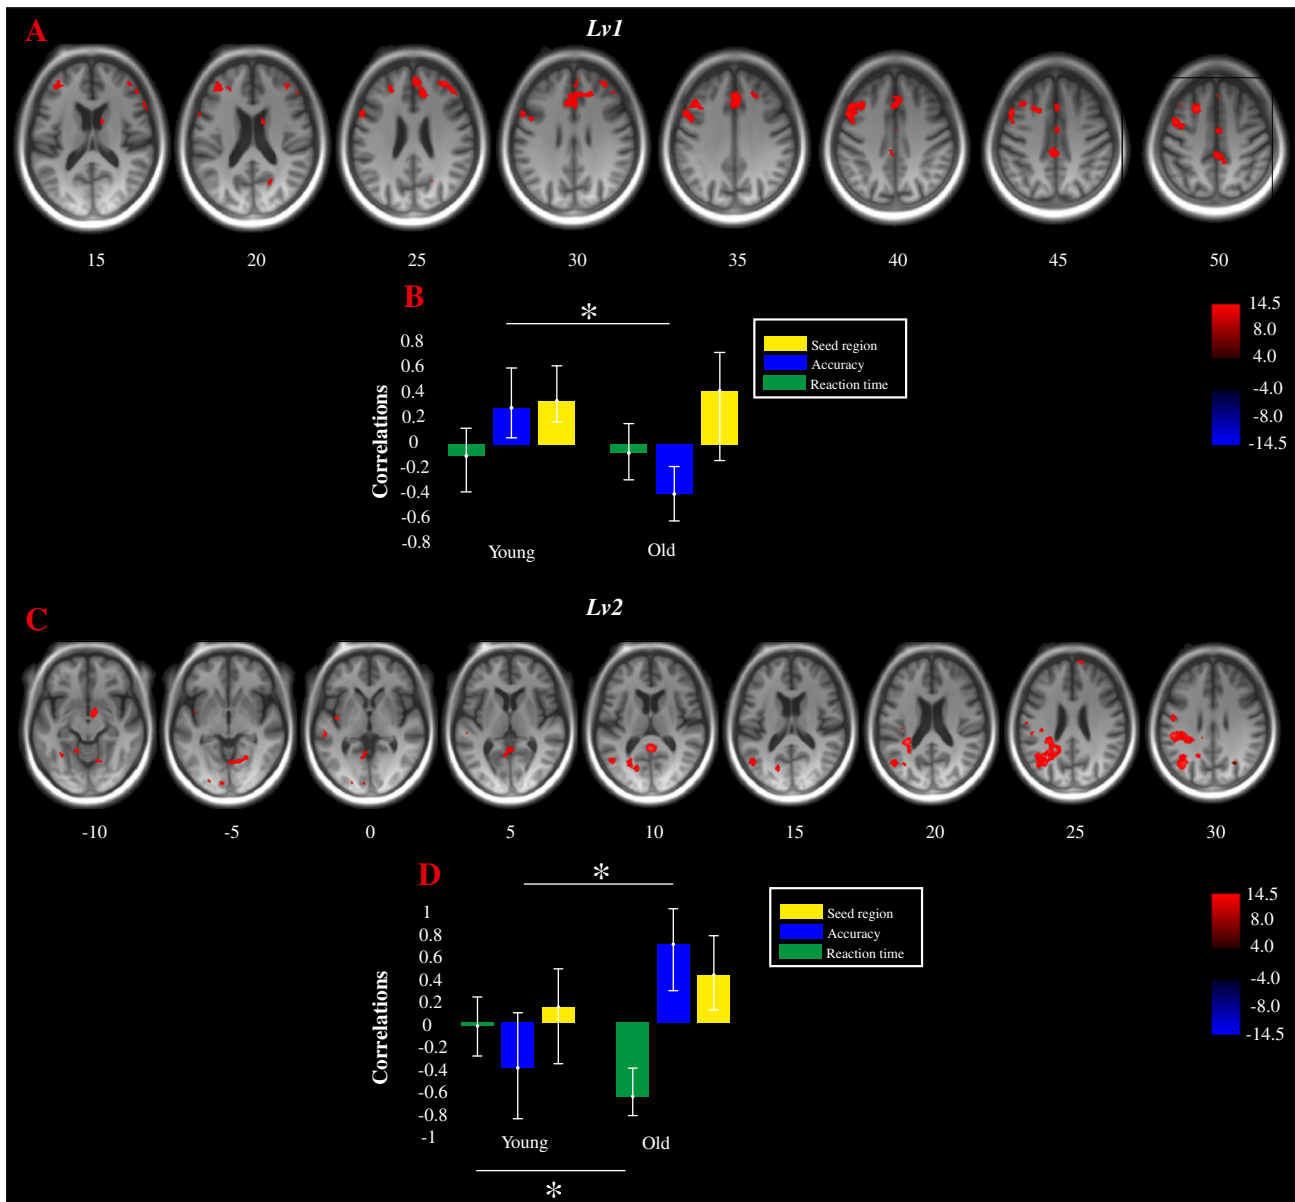 A
Lv1
15 20 25 30 35 40 45 50
B
*
0.8
0.6
0.4
0.2
0
-0.2
-0.4
-0.6
-0.8
Correlations
Young Old
Seed region
Accuracy
Reaction time
14.5
8.0
4.0
-4.0
-8.0
-14.5
C
Lv2
-10 -5 0 5 10 15 20 25 30
D
*
1
0.8
0.6
0.4
0.2
0
-0.2
-0.4
-0.6
-0.8
-1
Correlations
Young Old
*
Seed region
Accuracy
Reaction time
14.5
8.0
4.0
-4.0
-8.0
-14.5